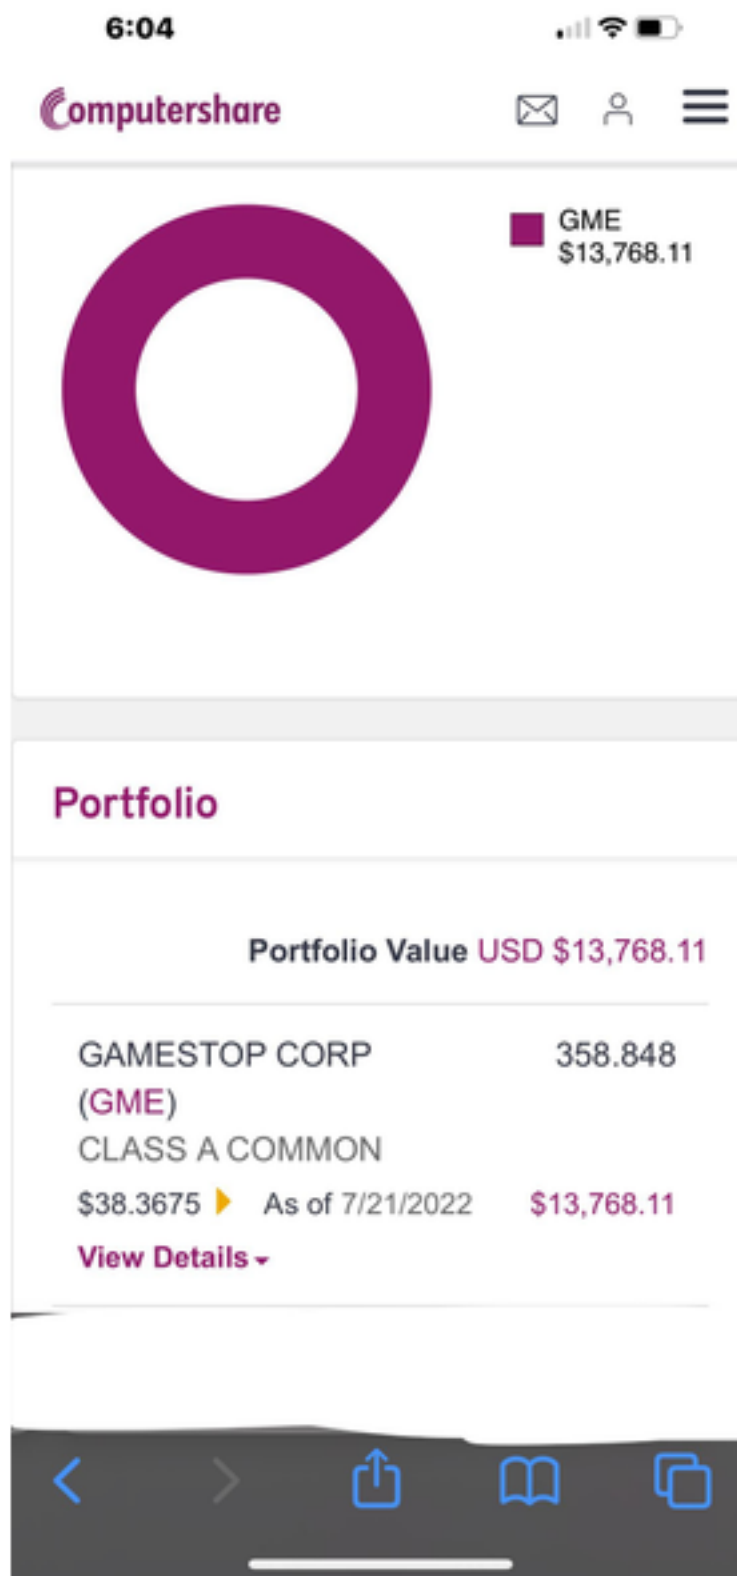 6:04
Computershare
GME
$13,768.11
Portfolio
Portfolio Value USD $13,768.11
GAMESTOP CORP 358.848
(GME)
CLASS A COMMON
$38.3675 As of 7/21/2022 $13,768.11
View Details